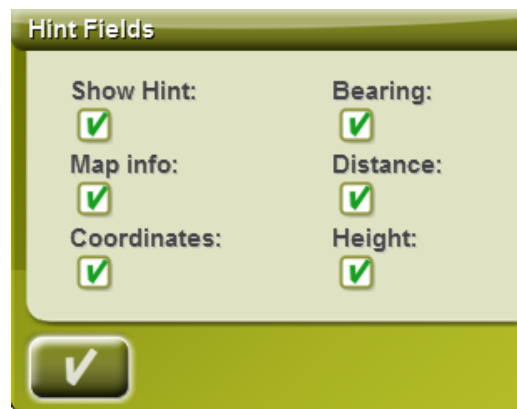 Hint Fields
Show Hint: Bearing:
Map info: Distance:
Coordinates: Height: